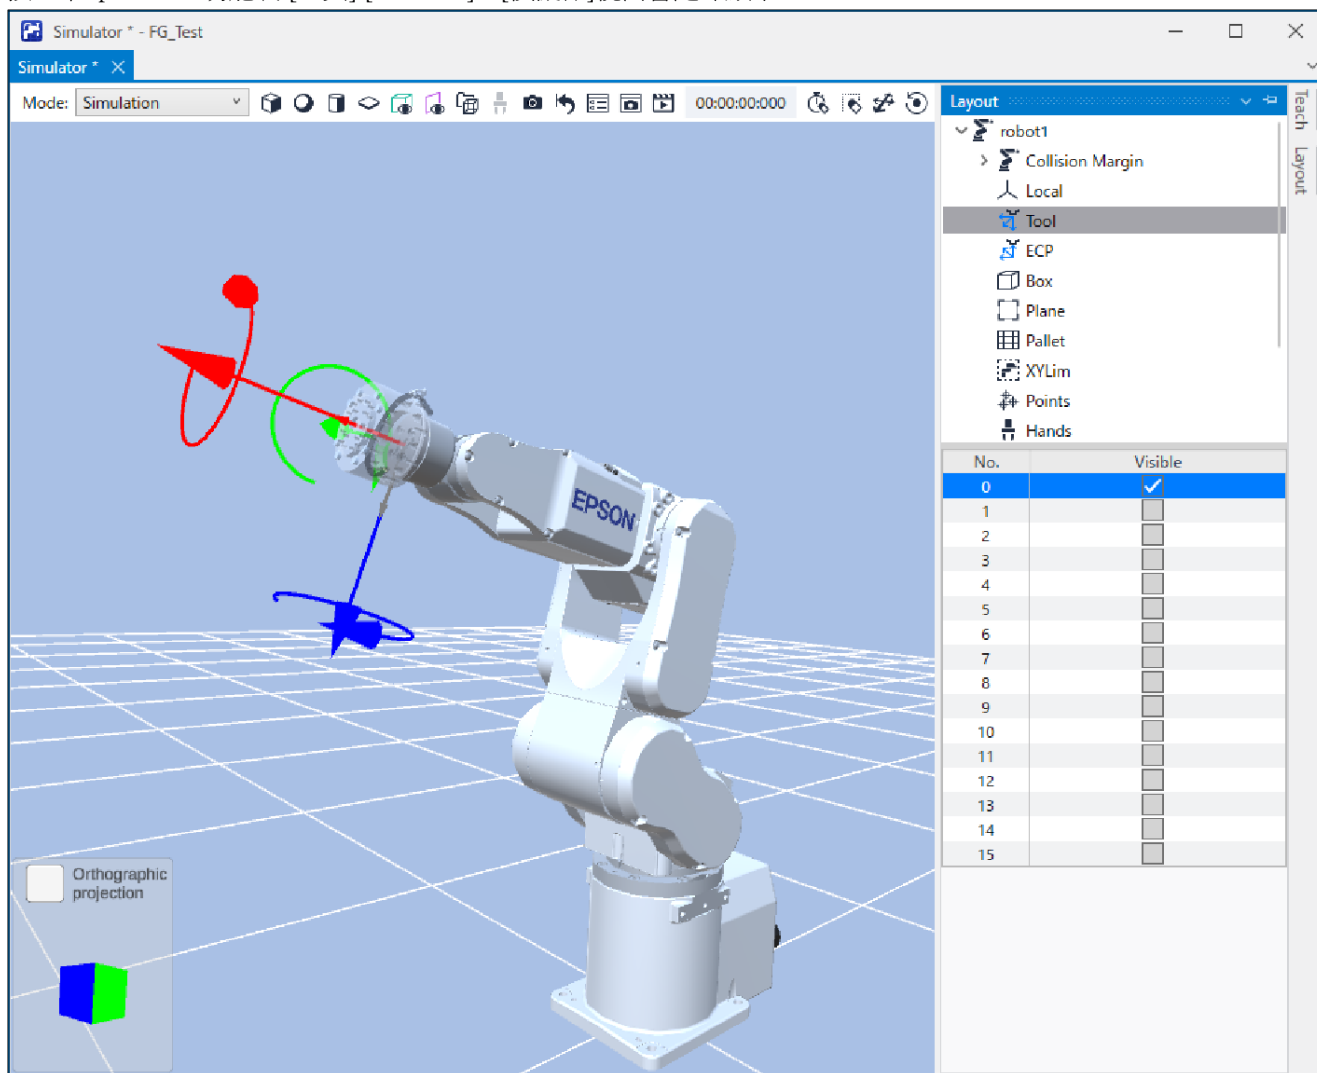 Simulator * - FG_Test
Simulator *
Mode: Simulation
00:00:00:000
Layout
robot1
Collision Margin
Local
Tool
ECP
Box
Plane
Pallet
XYLim
Points
Hands
Teach
Layout
No. Visible
0
1
2
3
4
5
6
7
8
9
10
11
12
13
14
15
EPSON
Orthographic
projection